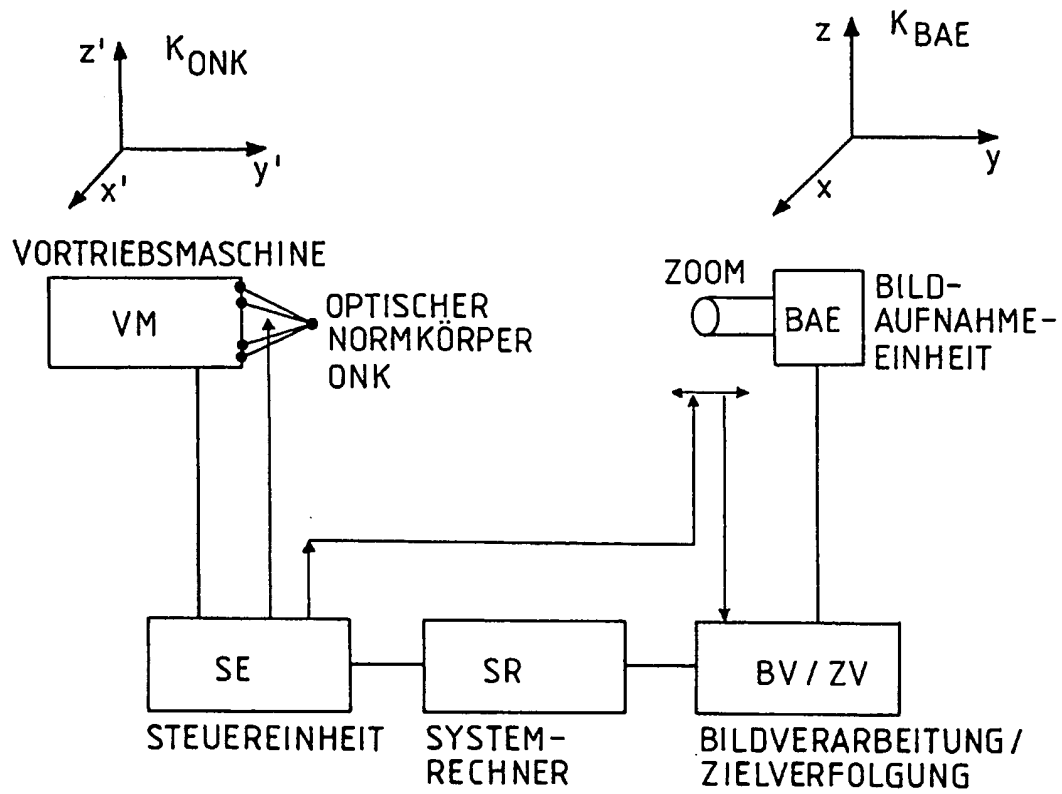 z'
K_ONK
y'
x'
z
K_BAE
y
x
VORTRIEBSMASCHINE
VM
OPTISCHER
NORMKÖRPER
ONK
ZOOM
BAE
BILD-
AUFNAHME-
EINHEIT
SE
STEUEREINHEIT
SR
SYSTEM-
RECHNER
BV / ZV
BILDVERARBEITUNG/
ZIELVERFOLGUNG